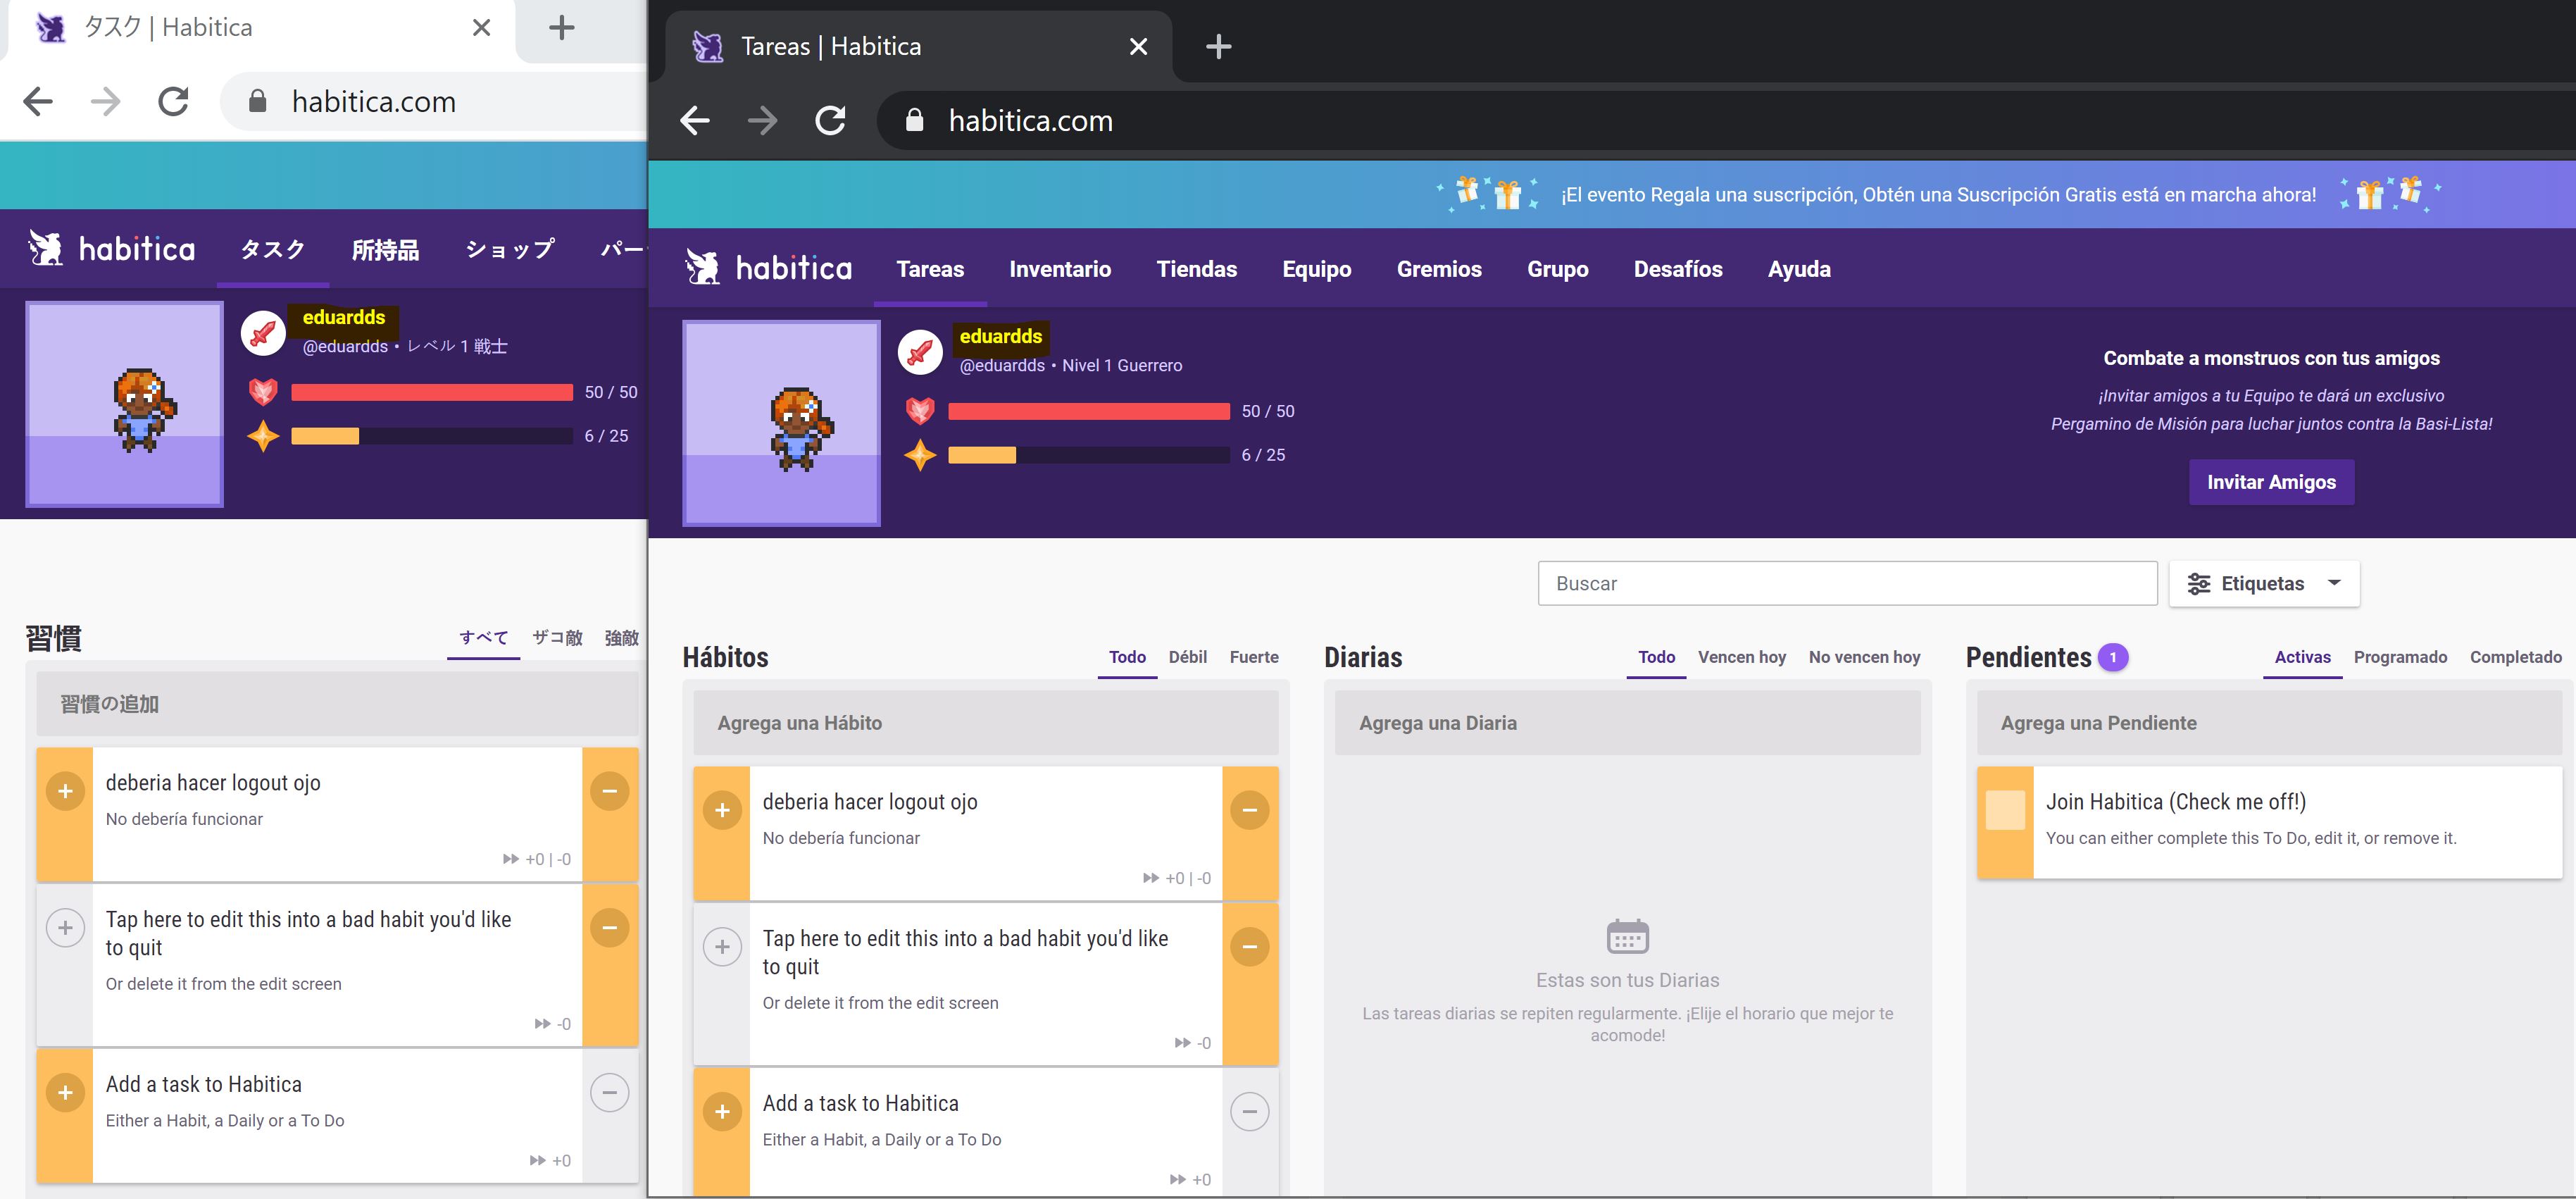 タスク | Habitica
habitica.com
habitica タスク 所持品 ショップ パー
eduardds
@eduardds • レベル 1 戦士
50 / 50
6 / 25
習慣 すべて ザコ敵 強敵
習慣の追加
deberia hacer logout ojo
No debería funcionar
+0 | -0
Tap here to edit this into a bad habit you'd like
to quit
Or delete it from the edit screen
-0
Add a task to Habitica
Either a Habit, a Daily or a To Do
+0
Tareas | Habitica
habitica.com
¡El evento Regala una suscripción, Obtén una Suscripción Gratis está en marcha ahora!
habitica Tareas Inventario Tiendas Equipo Gremios Grupo Desafíos Ayuda
eduardds
@eduardds • Nivel 1 Guerrero
50 / 50
6 / 25
Combate a monstruos con tus amigos
¡Invitar amigos a tu Equipo te dará un exclusivo
Pergamino de Misión para luchar juntos contra la Basi-Lista!
Invitar Amigos
Buscar
Etiquetas
Hábitos Todo Débil Fuerte
Agrega una Hábito
deberia hacer logout ojo
No debería funcionar
+0 | -0
Tap here to edit this into a bad habit you'd like
to quit
Or delete it from the edit screen
-0
Add a task to Habitica
Either a Habit, a Daily or a To Do
+0
Diarias Todo Vencen hoy No vencen hoy
Agrega una Diaria
Estas son tus Diarias
Las tareas diarias se repiten regularmente. ¡Elije el horario que mejor te
acomode!
Pendientes 1 Activas Programado Completado
Agrega una Pendiente
Join Habitica (Check me off!)
You can either complete this To Do, edit it, or remove it.